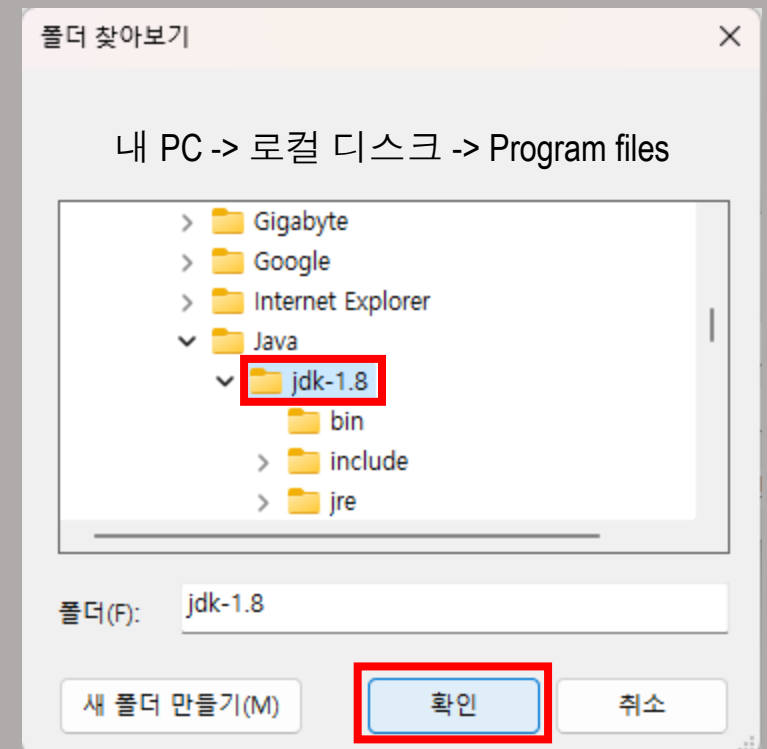 폴더 찾아보기
내 PC -> 로컬 디스크 -> Program files
Gigabyte
Google
Internet Explorer
Java
jdk-1.8
bin
include
jre
폴더(F): jdk-1.8
새 폴더 만들기(M) 확인 취소